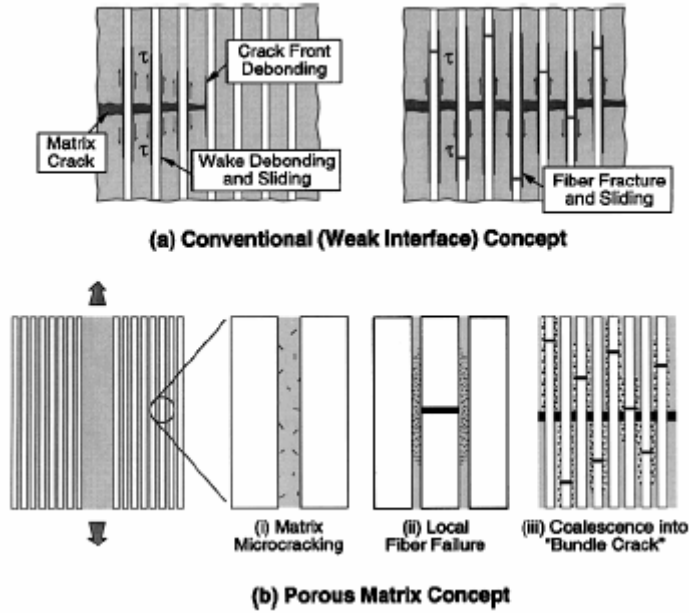 τ
Crack Front
Debonding
Matrix
Crack
τ
Wake Debonding
and Sliding
τ
τ
Fiber Fracture
and Sliding
(a) Conventional (Weak Interface) Concept
(i) Matrix
Microcracking
(ii) Local
Fiber Failure
(iii) Coalescence into
"Bundle Crack"
(b) Porous Matrix Concept